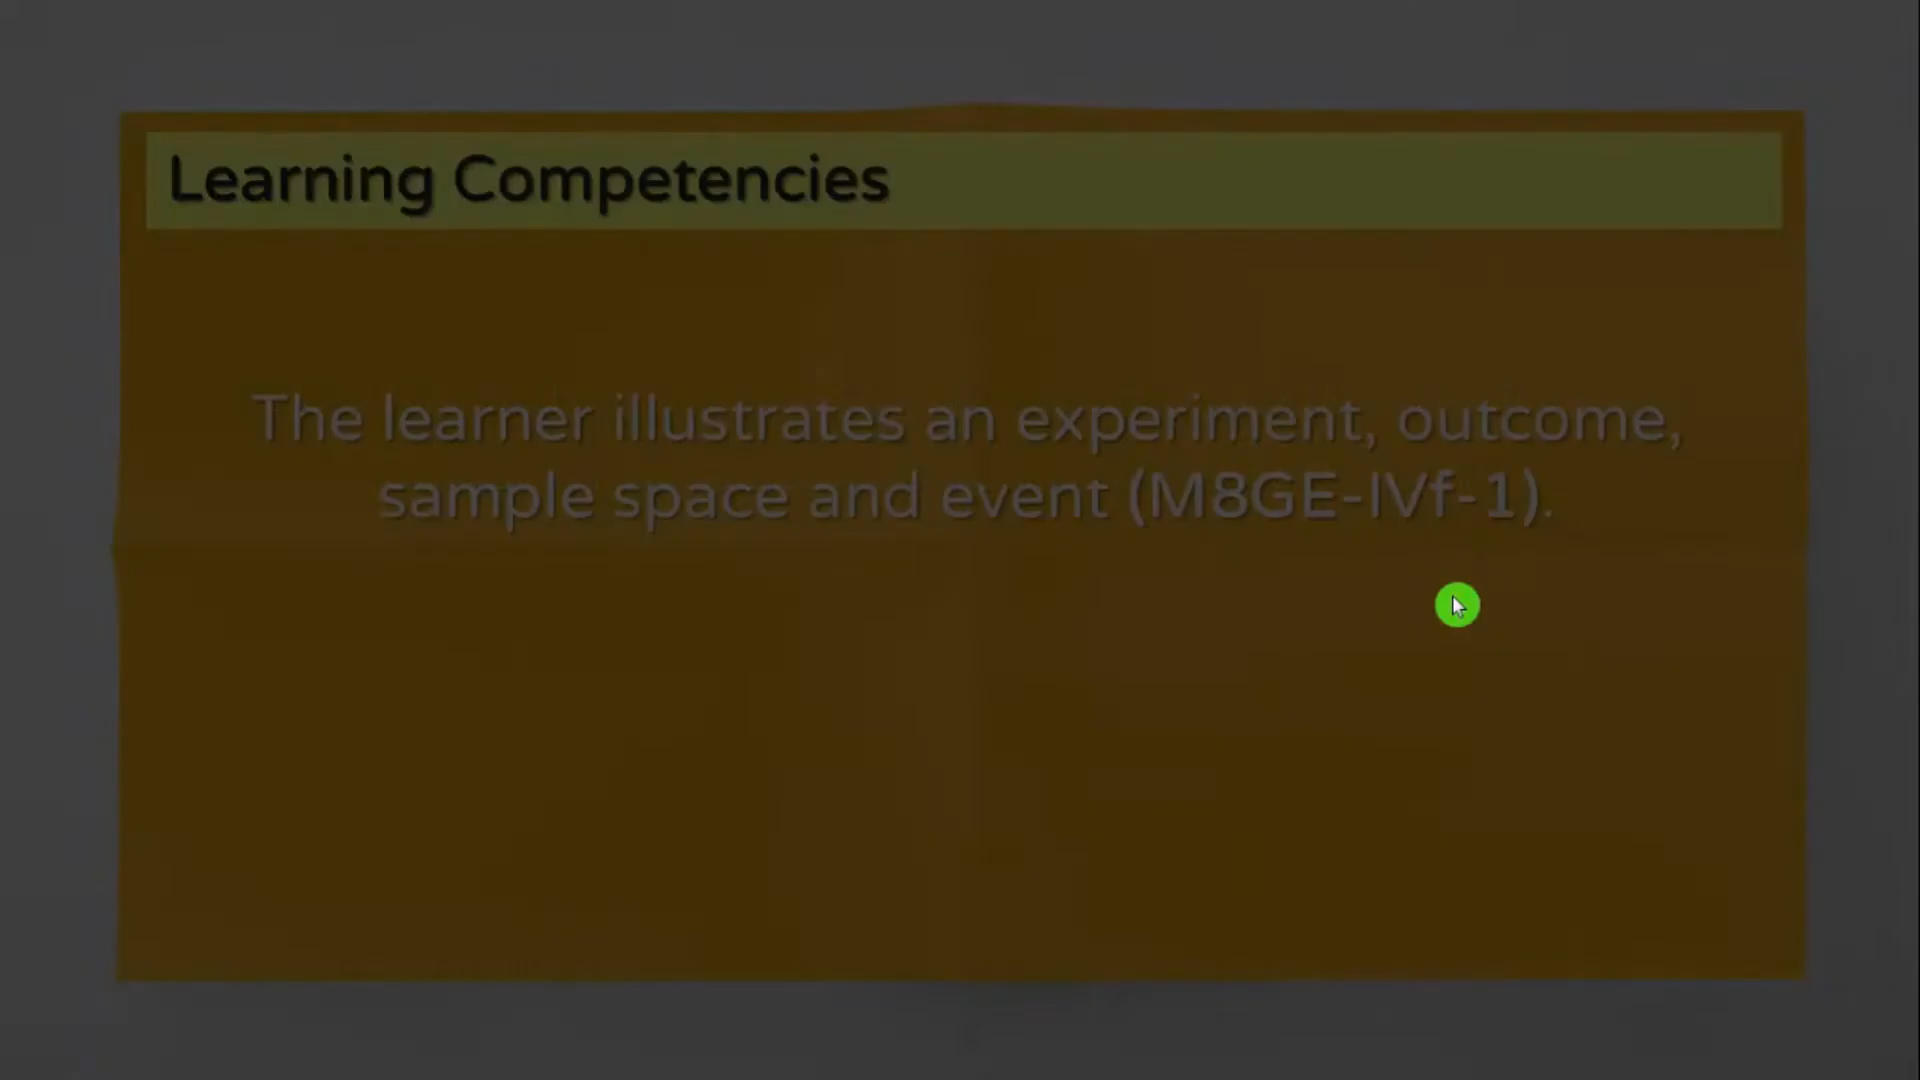 Learning Competencies
The learner illustrates an experiment, outcome,
sample space and event (M8GE-IVf-1).